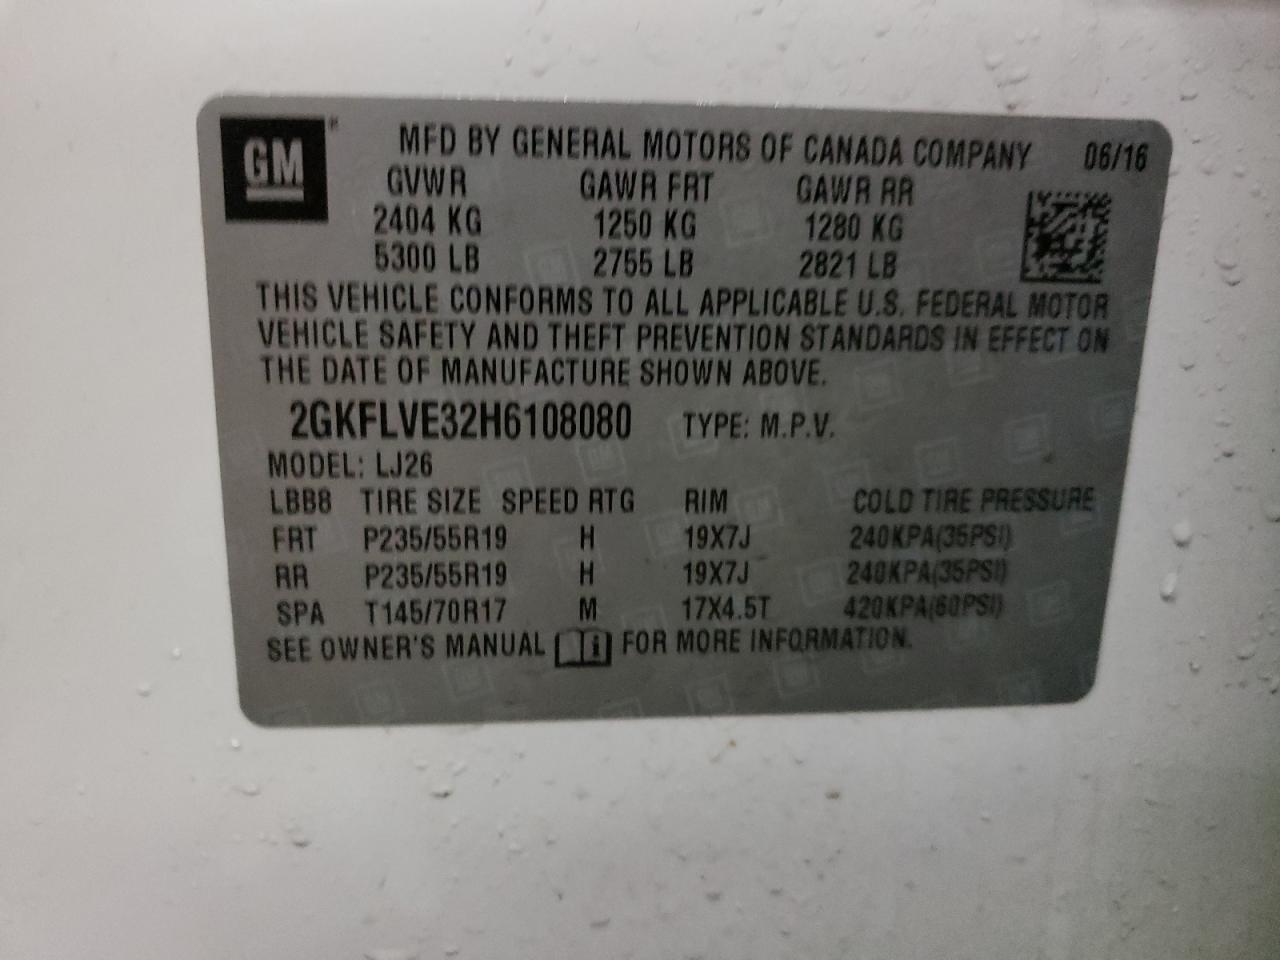 GM
MFD BY GENERAL MOTORS OF CANADA COMPANY 06/16
GVWR GAWR FRT GAWR RR
2404 KG 1250 KG 1280 KG
5300 LB 2755 LB 2821 LB
THIS VEHICLE CONFORMS TO ALL APPLICABLE U.S. FEDERAL MOTOR
VEHICLE SAFETY AND THEFT PREVENTION STANDARDS IN EFFECT ON
THE DATE OF MANUFACTURE SHOWN ABOVE.
2GKFLVE32H6108080 TYPE: M.P.V.
MODEL: LJ26
LBB8 TIRE SIZE SPEED RTG RIM COLD TIRE PRESSURE
FRT P235/55R19 H 19X7J 240KPA(35PSI)
RR P235/55R19 H 19X7J 240KPA(35PSI)
SPA T145/70R17 M 17X4.5T 420KPA(60PSI)
SEE OWNER'S MANUAL i FOR MORE INFORMATION.